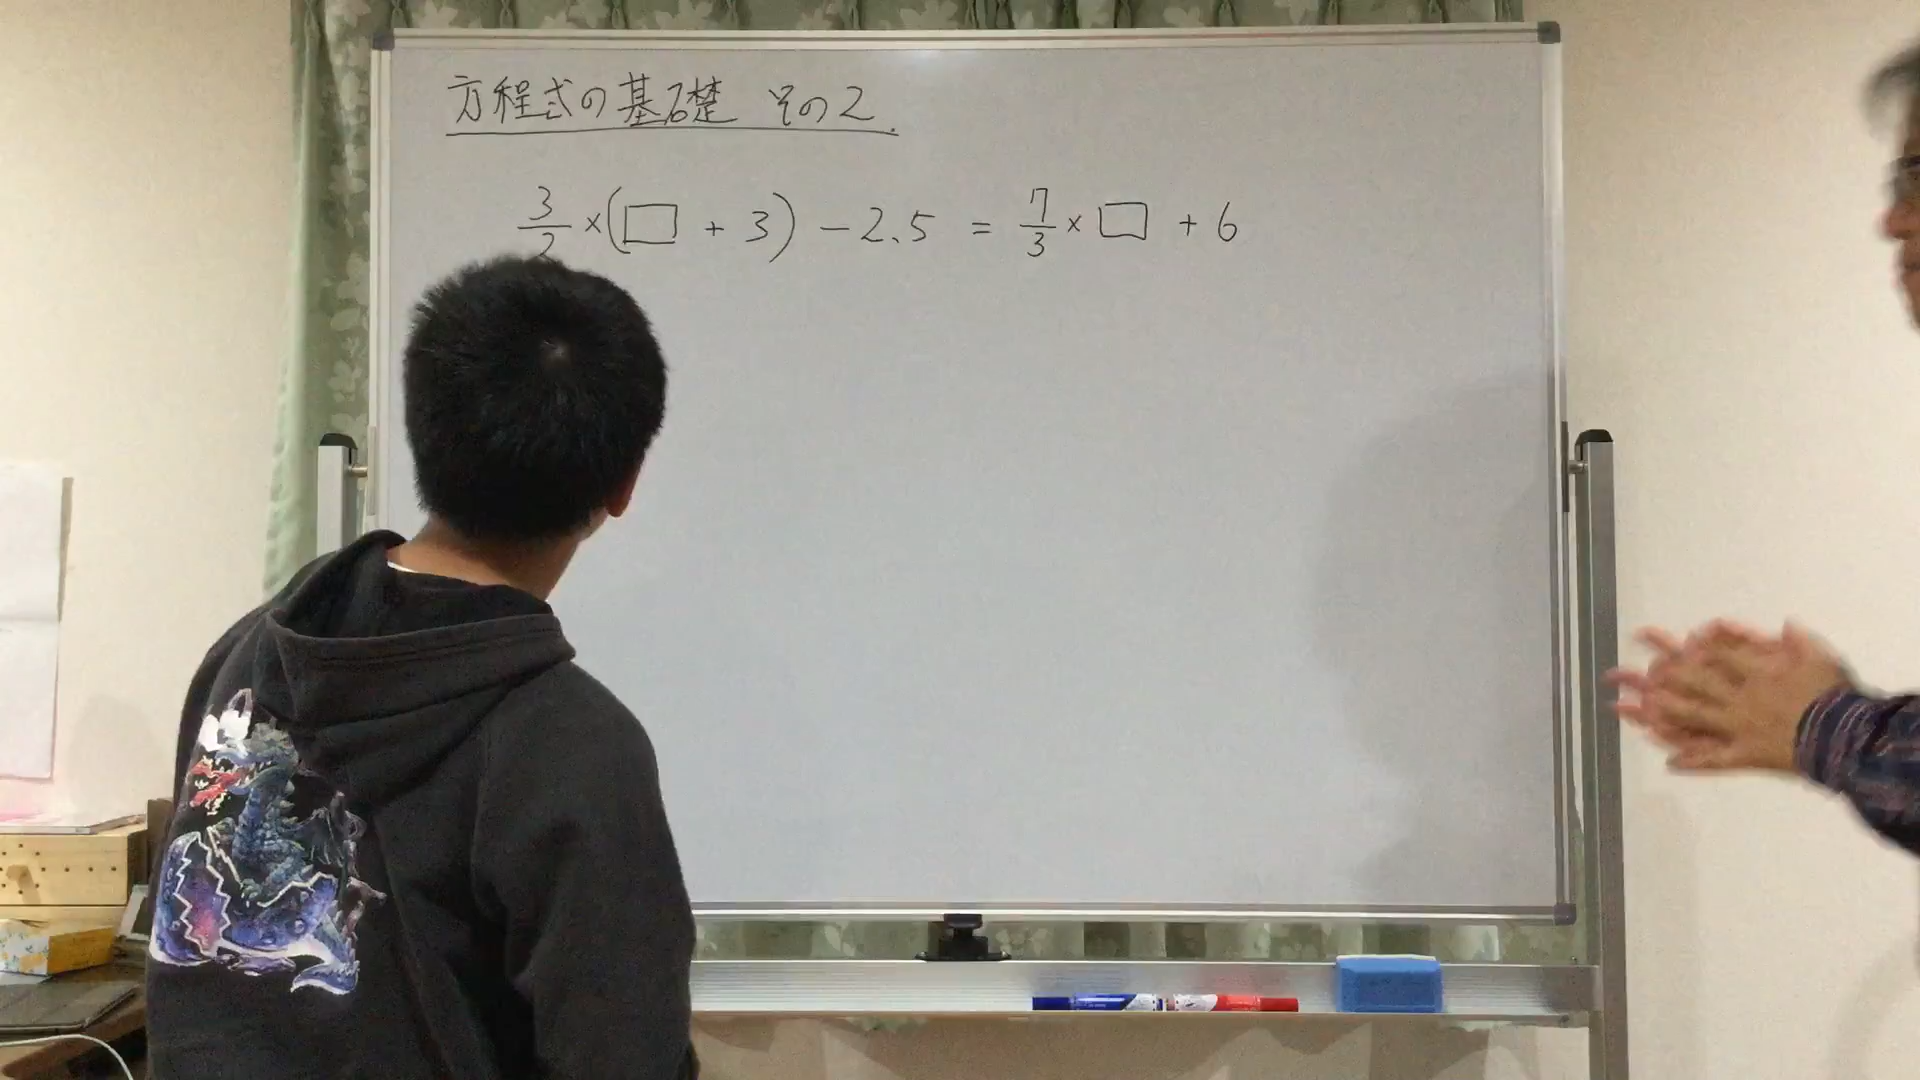 方程式の基礎 その2.
3/2 ×(□ + 3) − 2.5 = 7/3 × □ + 6